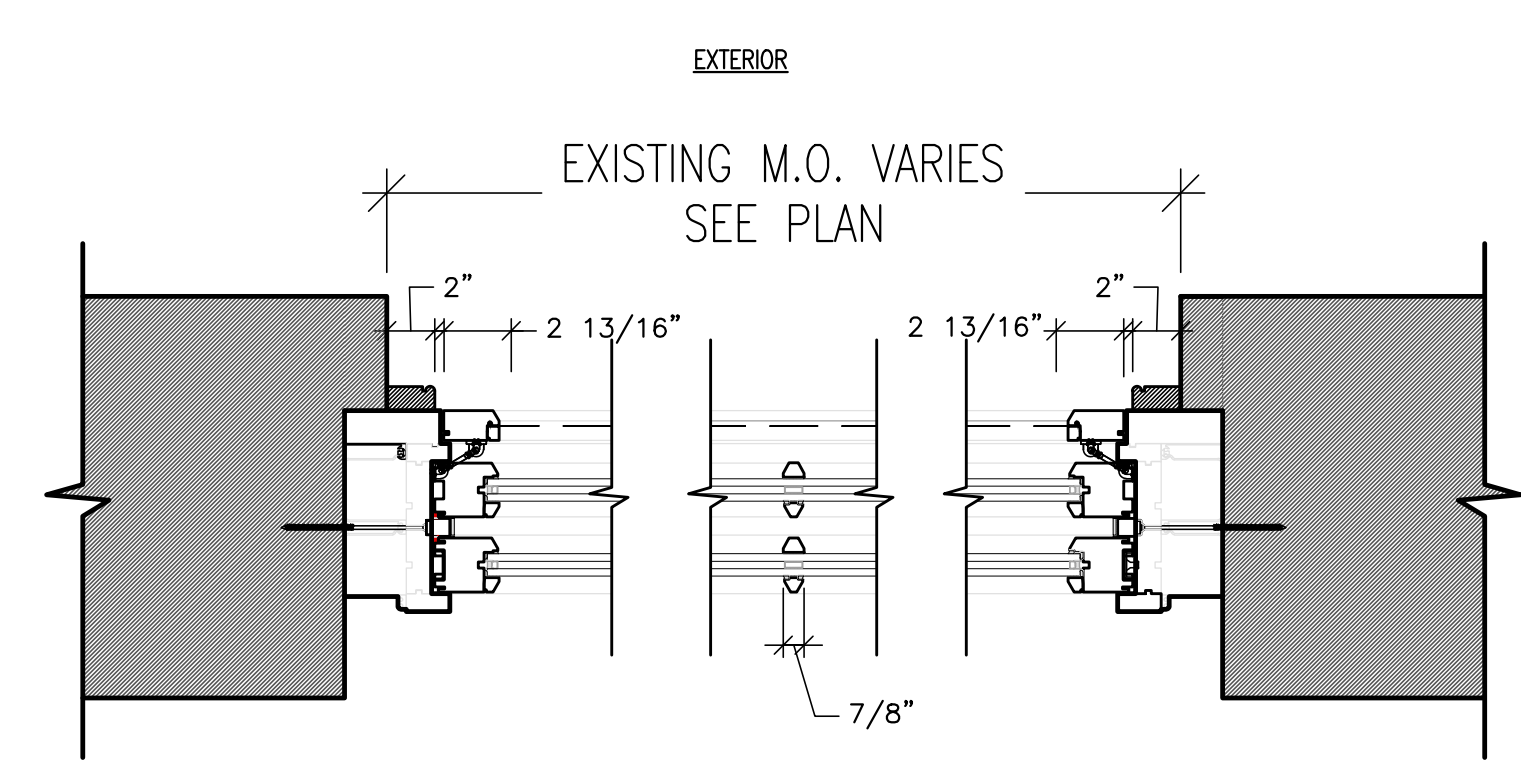 EXTERIOR
EXISTING M.O. VARIES
SEE PLAN
2”
2”
2 13/16”
2 13/16”
7/8”